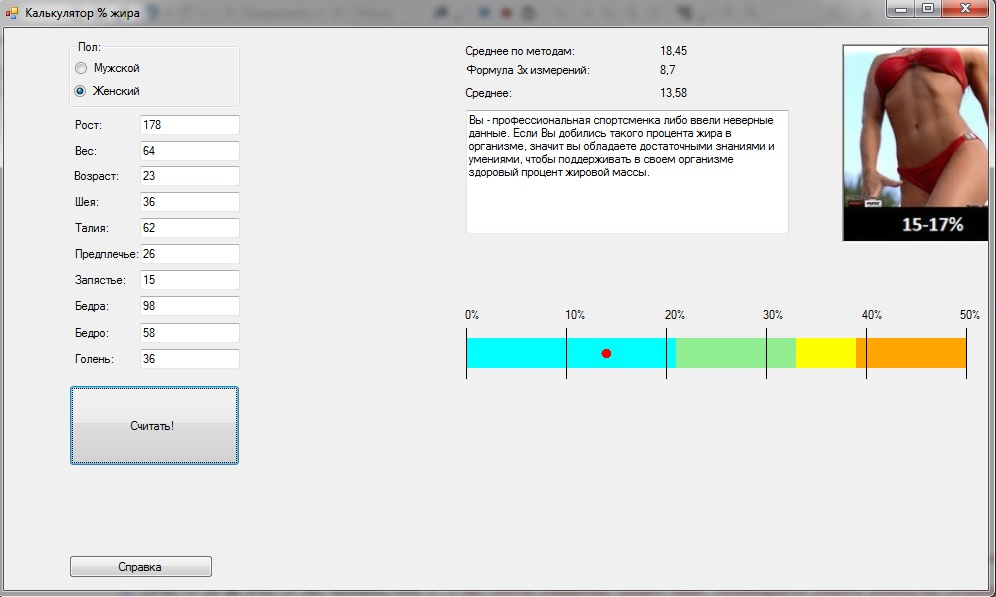 Калькулятор % жира
Пол:
Мужской
Женский
Рост: 178
Вес: 64
Возраст: 23
Шея: 36
Талия: 62
Предплечье: 26
Запястье: 15
Бедра: 98
Бедро: 58
Голень: 36
Считать!
Справка
Среднее по методам: 18,45
Формула 3х измерений: 8,7
Среднее: 13,58
Вы - профессиональная спортсменка либо ввели неверные
данные. Если Вы добились такого процента жира в
организме, значит вы обладаете достаточными знаниями и
умениями, чтобы поддерживать в своем организме
здоровый процент жировой массы.
15-17%
0% 10% 20% 30% 40% 50%